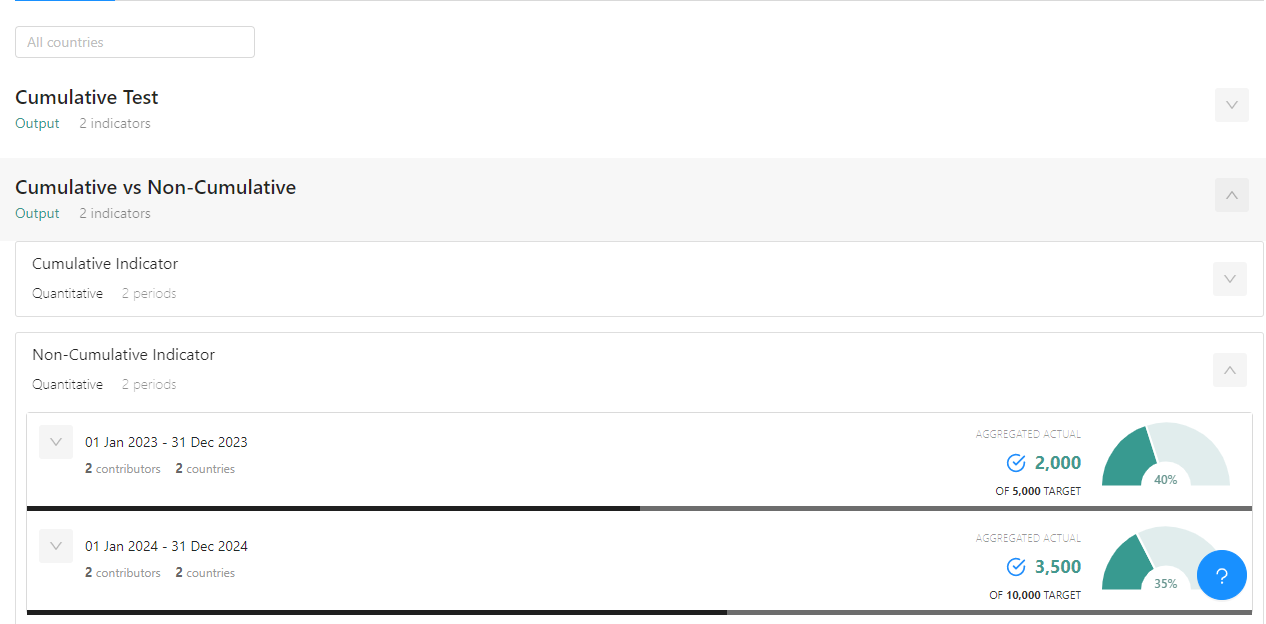 All countries
Cumulative Test
Output 2 indicators
Cumulative vs Non-Cumulative
Output 2 indicators
Cumulative Indicator
Quantitative 2 periods
Non-Cumulative Indicator
Quantitative 2 periods
01 Jan 2023 - 31 Dec 2023
2 contributors 2 countries
AGGREGATED ACTUAL
2,000
OF 5,000 TARGET
40%
01 Jan 2024 - 31 Dec 2024
2 contributors 2 countries
AGGREGATED ACTUAL
3,500
OF 10,000 TARGET
35%
?